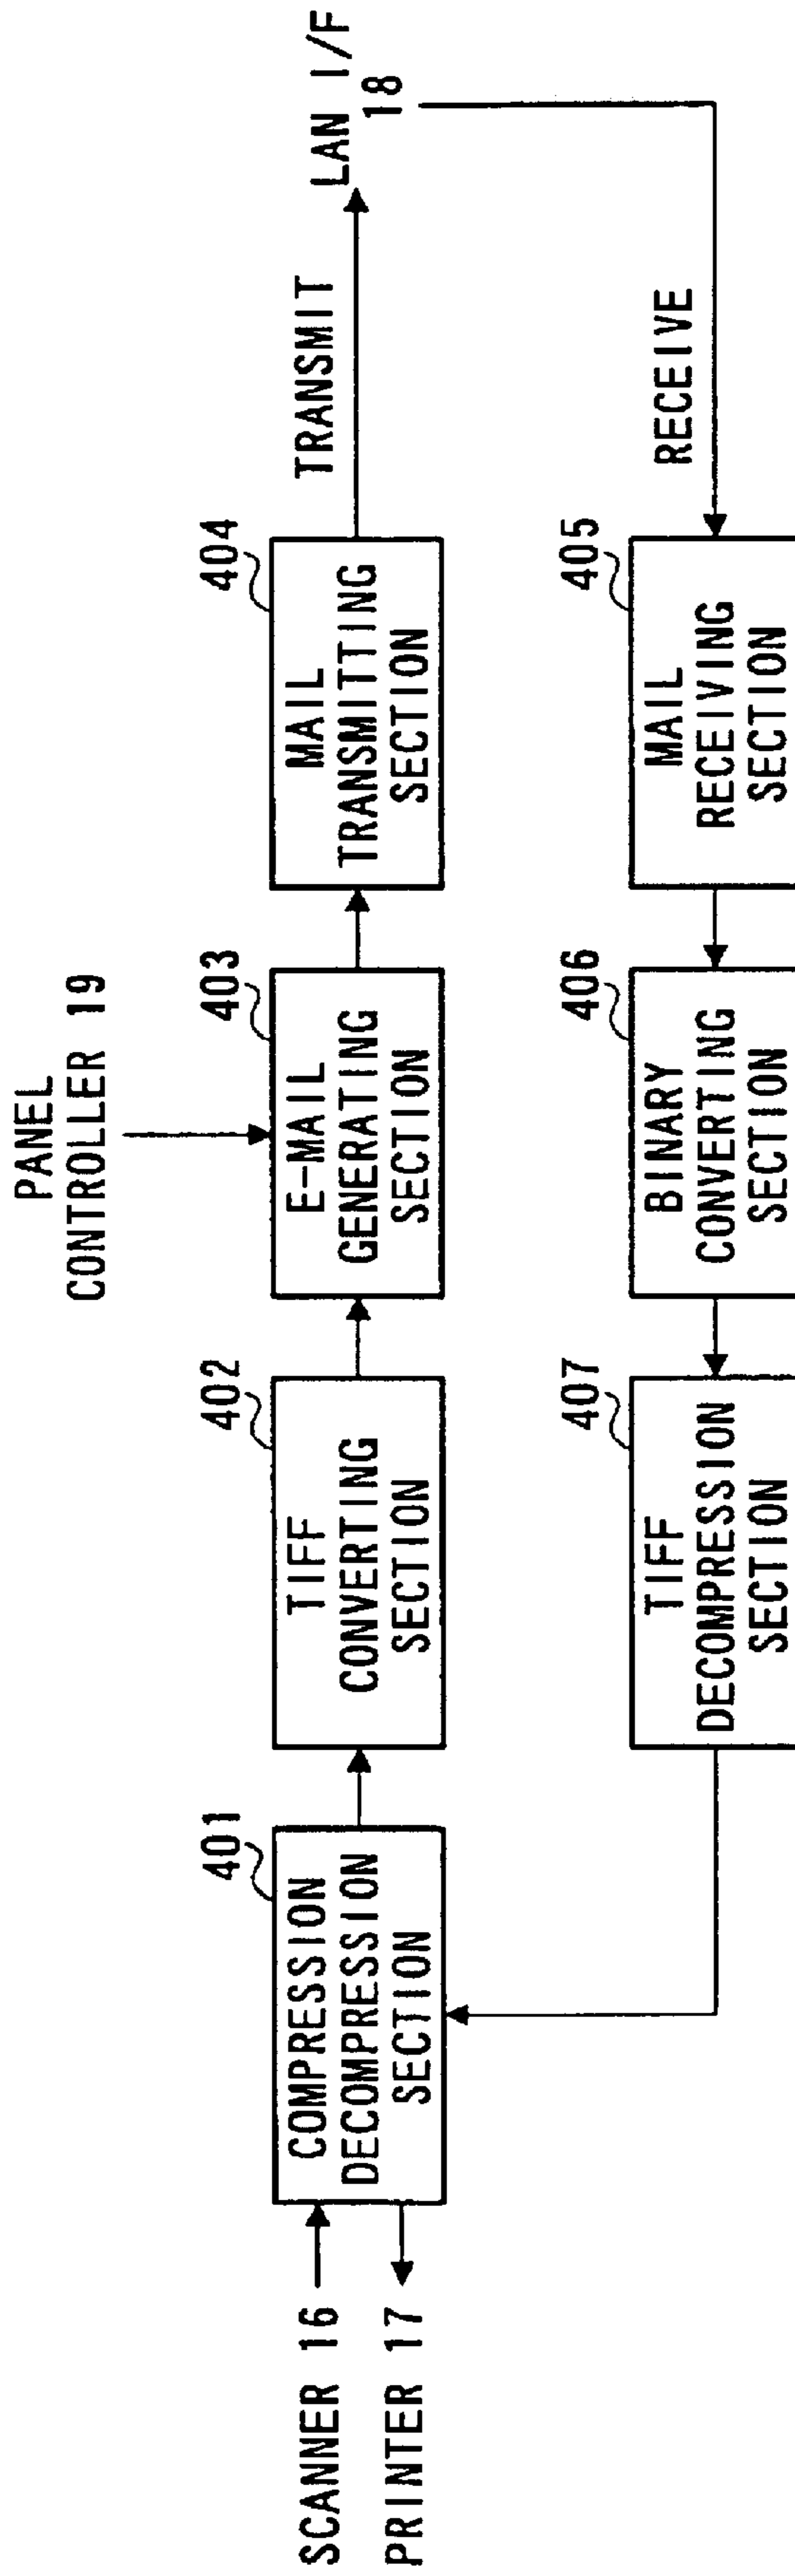 SCANNER 16
PRINTER 17
401
COMPRESSION
DECOMPRESSION
SECTION
402
TIFF
CONVERTING
SECTION
PANEL
CONTROLLER 19
403
E-MAIL
GENERATING
SECTION
404
MAIL
TRANSMITTING
SECTION
TRANSMIT
LAN I/F
18
RECEIVE
405
MAIL
RECEIVING
SECTION
406
BINARY
CONVERTING
SECTION
407
TIFF
DECOMPRESSION
SECTION